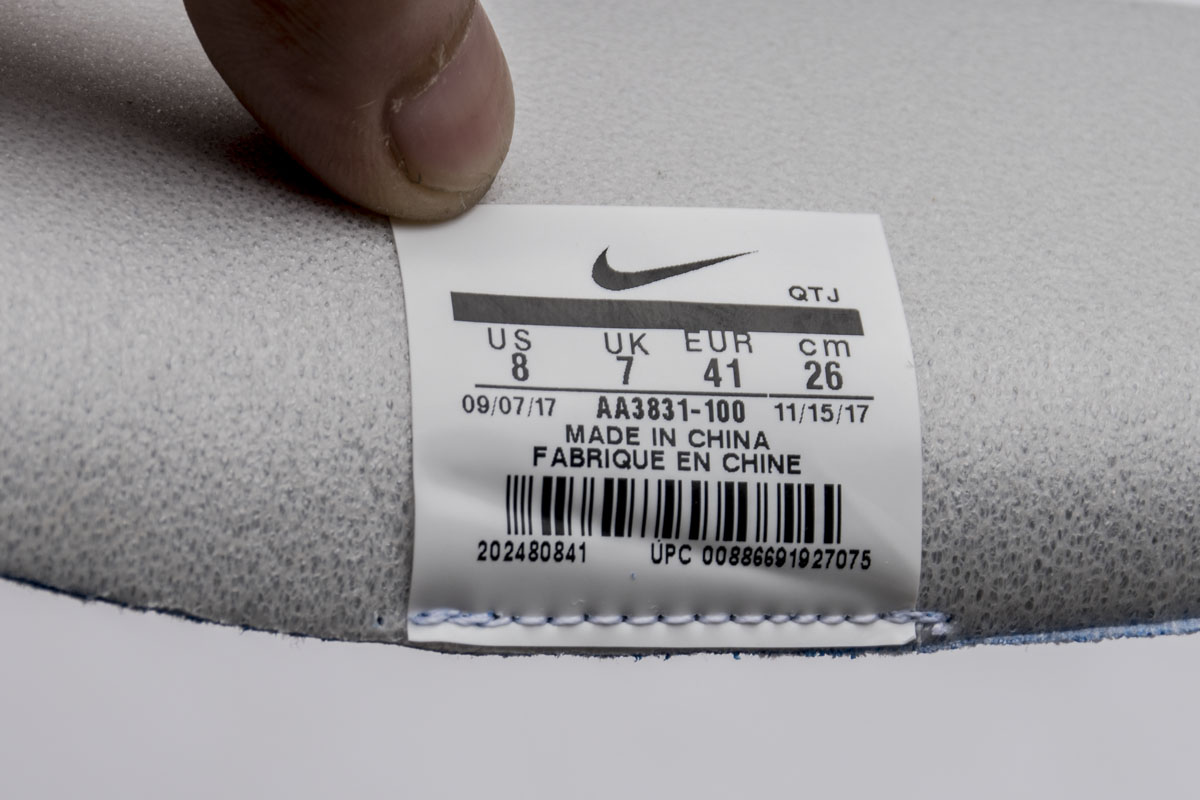 QTJ
US UK EUR cm
8 7 41 26
09/07/17 AA3831-100 11/15/17
MADE IN CHINA
FABRIQUE EN CHINE
202480841 UPC 00886691927075